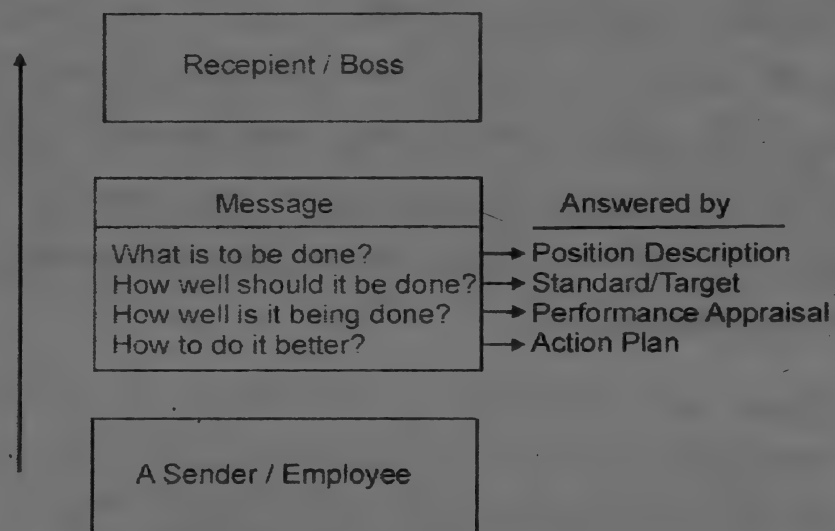 Recepient / Boss
Message
Answered by
What is to be done?
Position Description
How well should it be done?
Standard/Target
How well is it being done?
Performance Appraisal
How to do it better?
Action Plan
A Sender / Employee